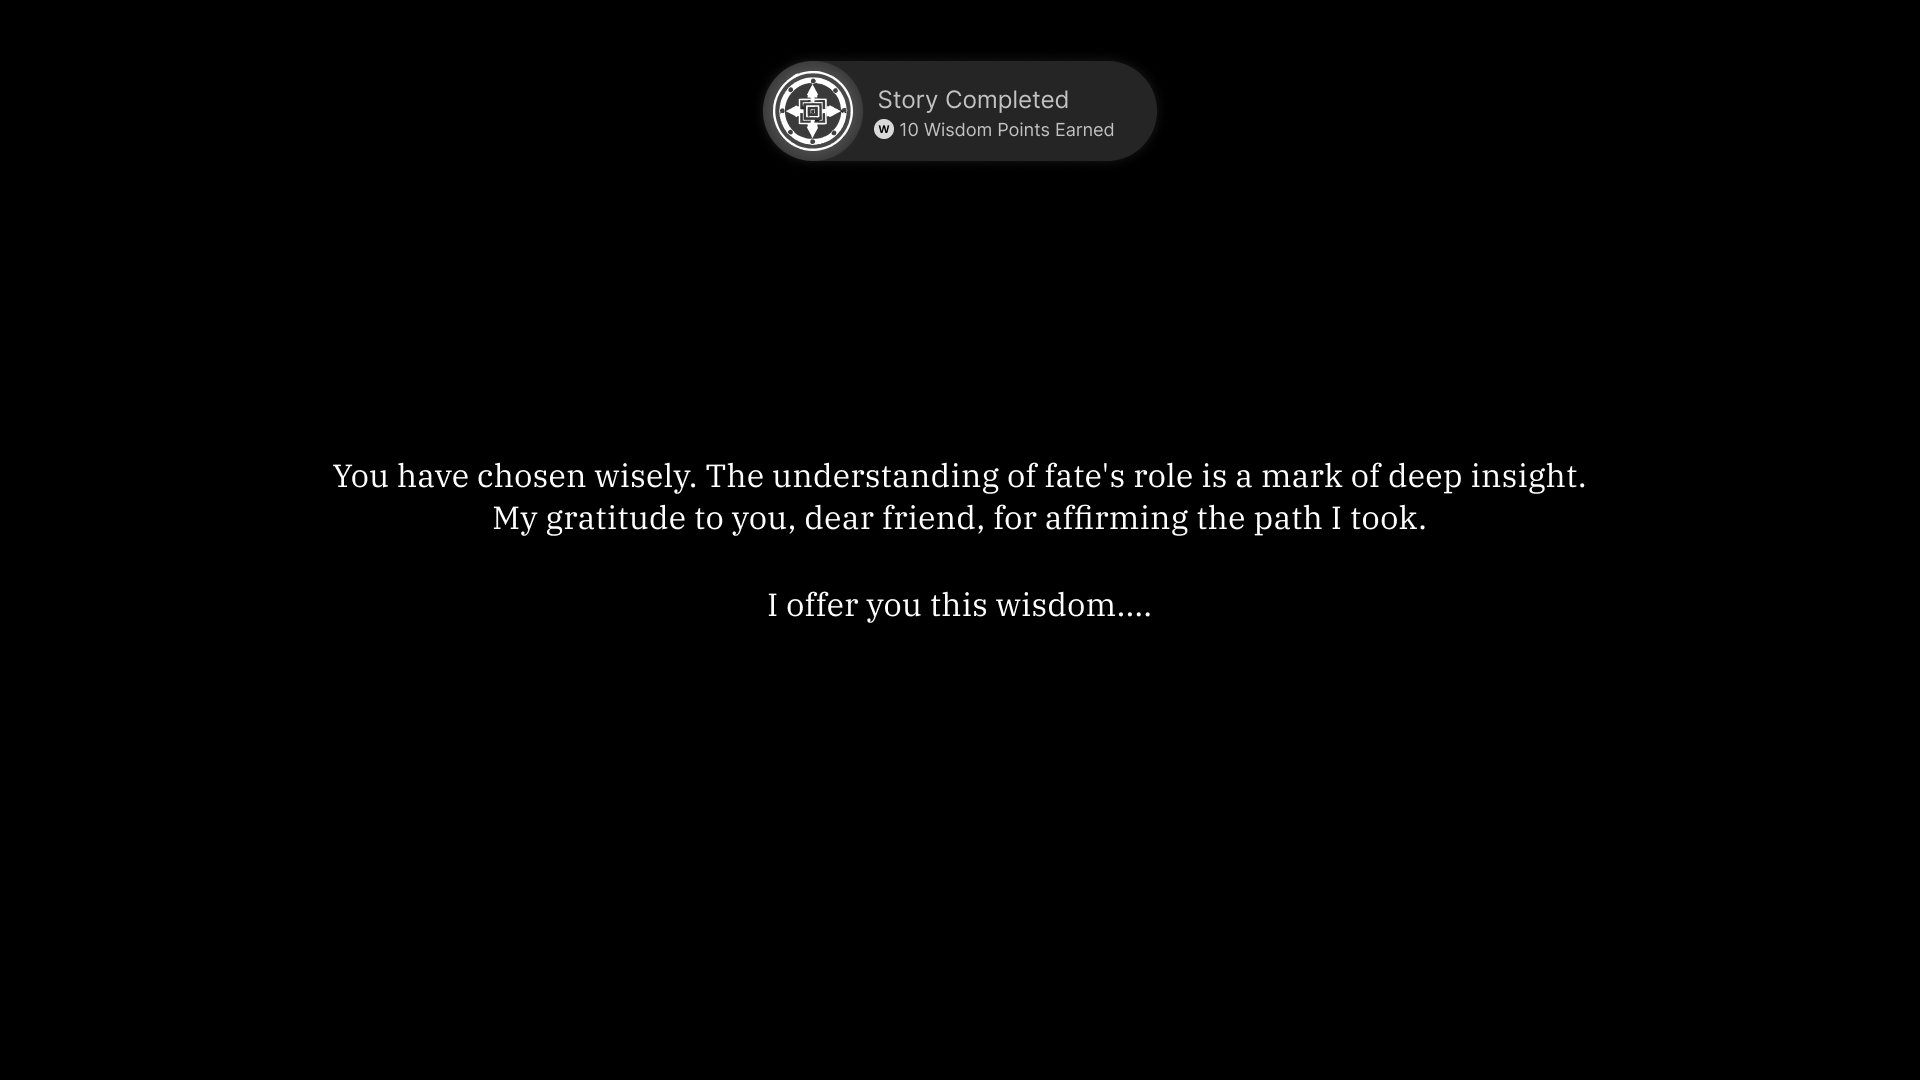 Story Completed
W 10 Wisdom Points Earned
You have chosen wisely. The understanding of fate's role is a mark of deep insight.
My gratitude to you, dear friend, for affirming the path I took.
I offer you this wisdom....